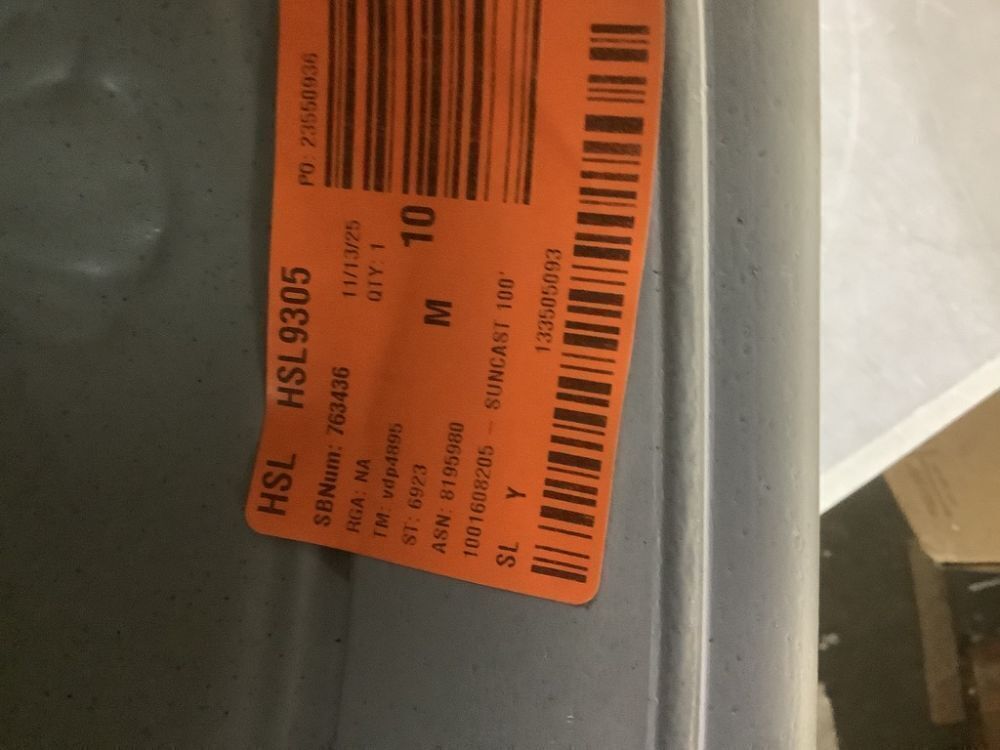 HSL HSL9305
SBNum: 763436 11/13/25 PO: 23550936
RGA: NA QTY: 1
TM: vdp4895
ST: 6923 M 10
ASN: 8195980
1001608205 - SUNCAST 100'
SL Y 133505093